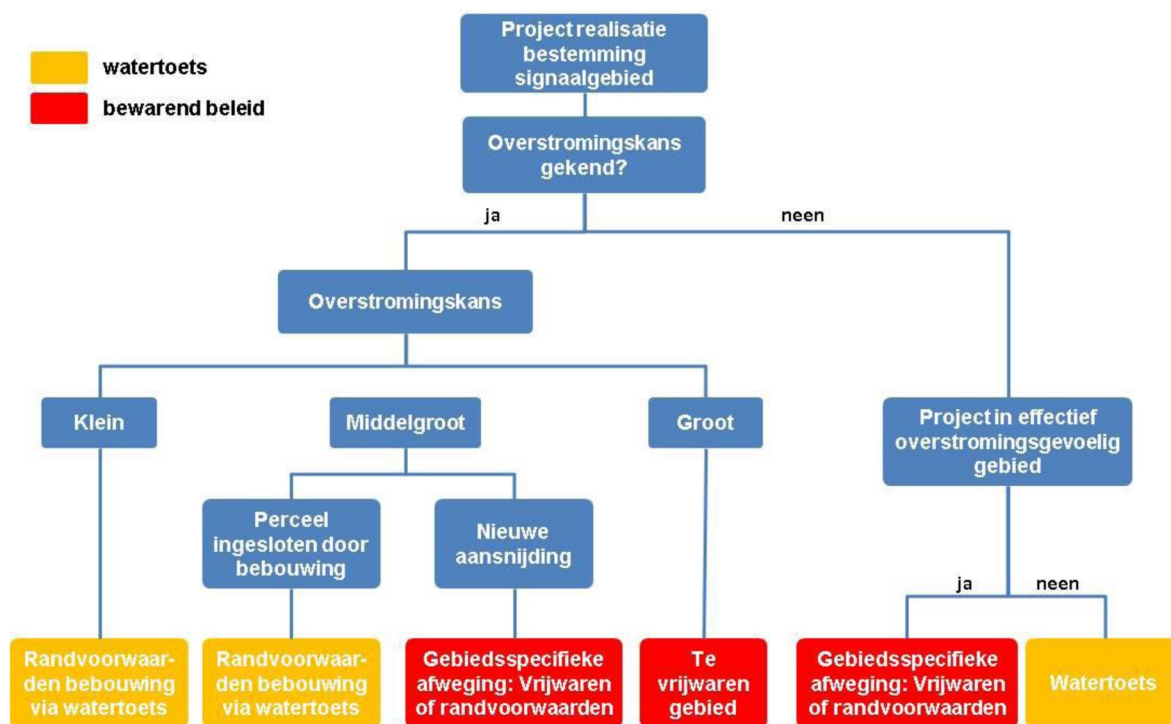 Project realisatie
bestemming
signaalgebied
watertoets
bewarend beleid
Overstromingskans
gekend?
ja
neen
Overstromingskans
Klein
Middelgroot
Groot
Project in effectief
overstromingsgevoelig
gebied
Perceel
ingesloten door
bebouwing
Nieuwe
aansnijding
ja
neen
Randvoorwaar-
den bebouwing
via watertoets
Randvoorwaar-
den bebouwing
via watertoets
Gebiedsspecifieke
afweging: Vrijwaren
of randvoorwaarden
Te
vrijwaren
gebied
Gebiedsspecifieke
afweging: Vrijwaren
of randvoorwaarden
Watertoets